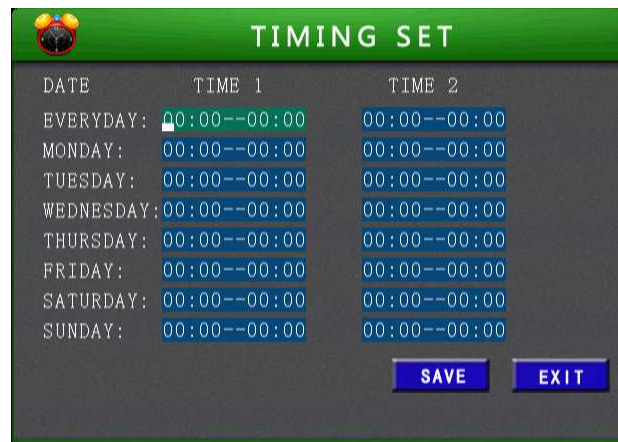 TIMING SET
DATE TIME 1 TIME 2
EVERYDAY: 00:00--00:00 00:00--00:00
MONDAY: 00:00--00:00 00:00--00:00
TUESDAY: 00:00--00:00 00:00--00:00
WEDNESDAY: 00:00--00:00 00:00--00:00
THURSDAY: 00:00--00:00 00:00--00:00
FRIDAY: 00:00--00:00 00:00--00:00
SATURDAY: 00:00--00:00 00:00--00:00
SUNDAY: 00:00--00:00 00:00--00:00
SAVE EXIT